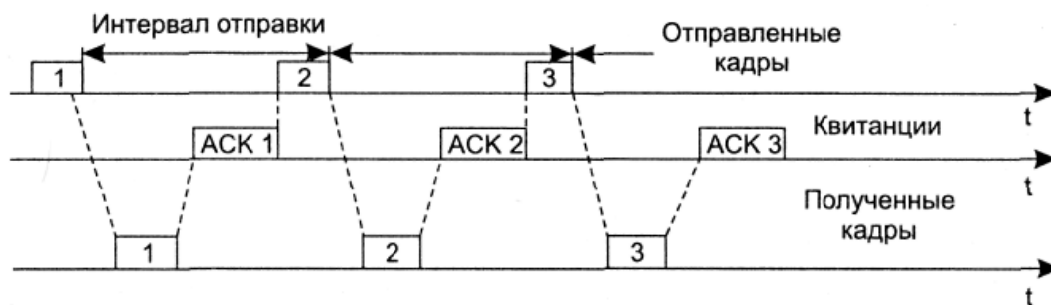 Интервал отправки
Отправленные
кадры
1
2
3
t
ACK 1
ACK 2
ACK 3
Квитанции
t
Полученные
кадры
1
2
3
t